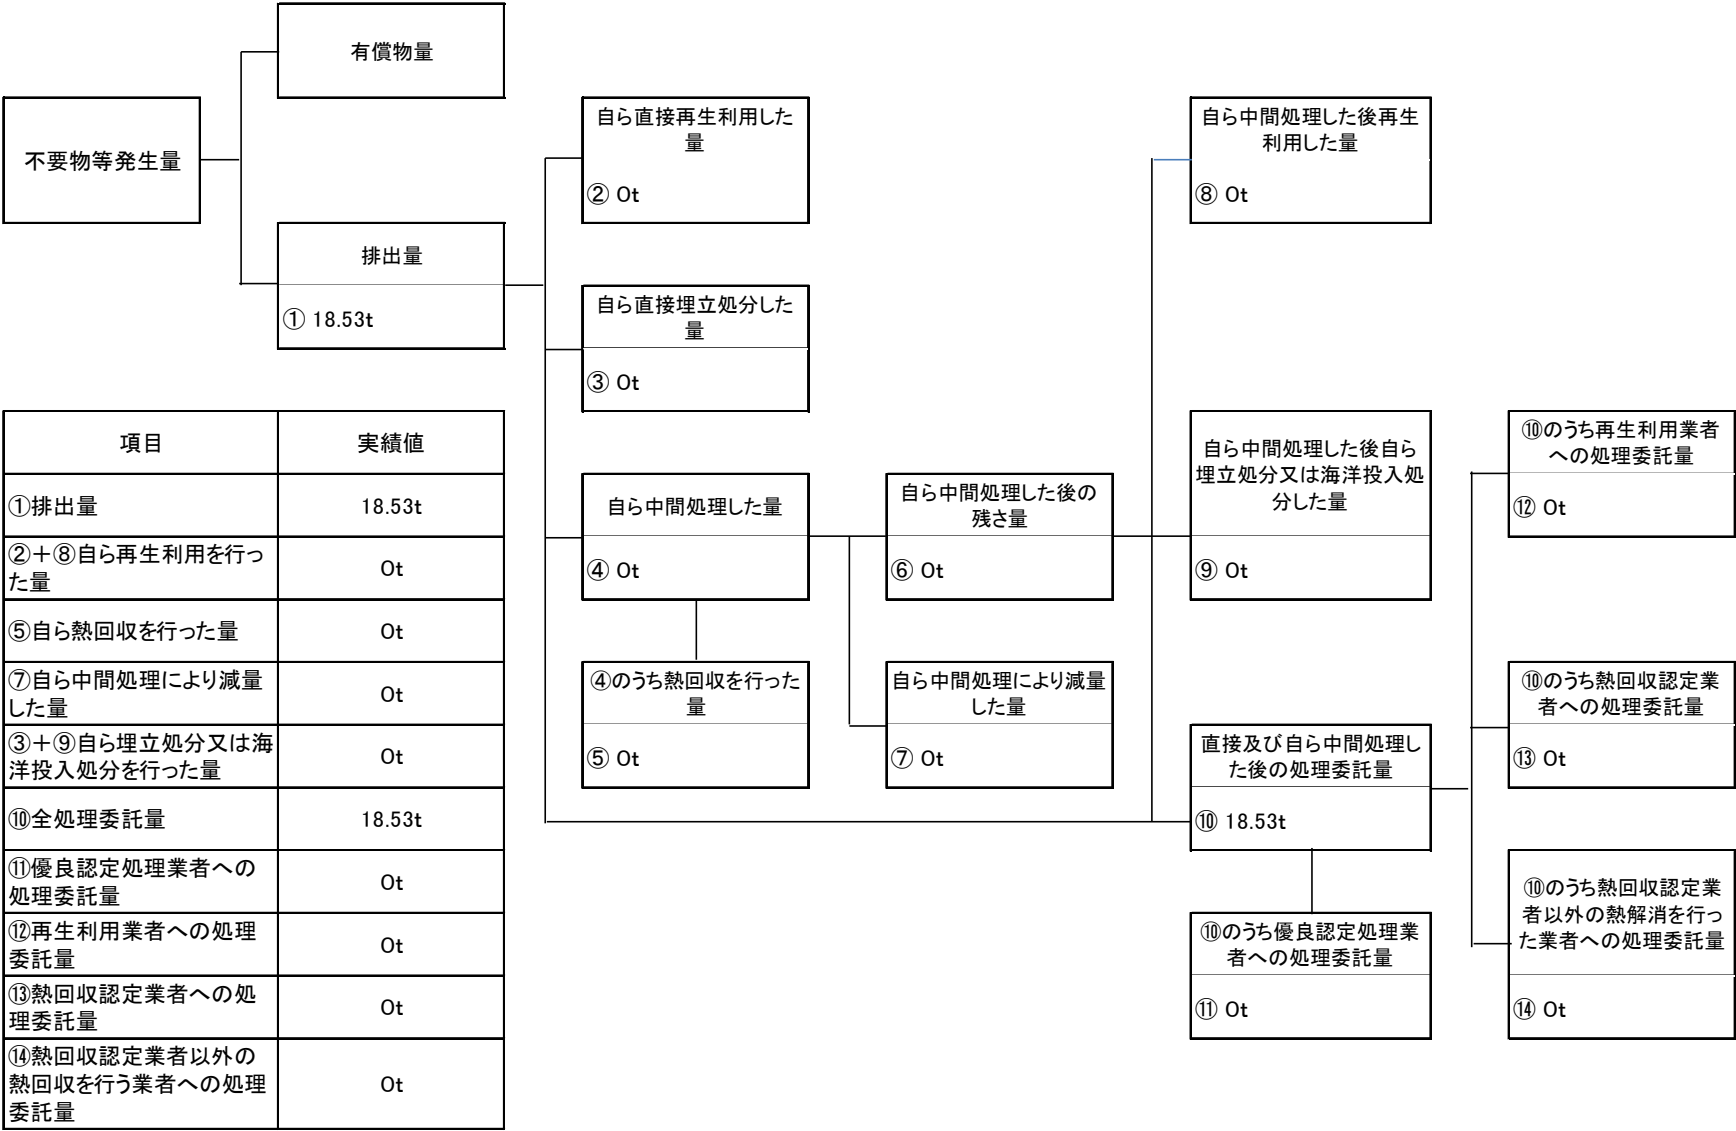 有償物量
不要物等発生量
排出量
① 18.53t
自ら直接再生利用した
量
② 0t
自ら直接埋立処分した
量
③ 0t
自ら中間処理した量
④ 0t
④のうち熱回収を行った
量
⑤ 0t
自ら中間処理した後の
残さ量
⑥ 0t
自ら中間処理により減量
した量
⑦ 0t
自ら中間処理した後再生
利用した量
⑧ 0t
自ら中間処理した後自ら
埋立処分又は海洋投入処
分した量
⑨ 0t
直接及び自ら中間処理し
た後の処理委託量
⑩ 18.53t
⑩のうち優良認定処理業
者への処理委託量
⑪ 0t
⑩のうち再生利用業者
への処理委託量
⑫ 0t
⑩のうち熱回収認定業
者への処理委託量
⑬ 0t
⑩のうち熱回収認定業
者以外の熱解消を行っ
た業者への処理委託量
⑭ 0t
項目 実績値
①排出量 18.53t
②＋⑧自ら再生利用を行っ
た量 0t
⑤自ら熱回収を行った量 0t
⑦自ら中間処理により減量
した量 0t
③＋⑨自ら埋立処分又は海
洋投入処分を行った量 0t
⑩全処理委託量 18.53t
⑪優良認定処理業者への
処理委託量 0t
⑫再生利用業者への処理
委託量 0t
⑬熱回収認定業者への処
理委託量 0t
⑭熱回収認定業者以外の
熱回収を行う業者への処理
委託量 0t